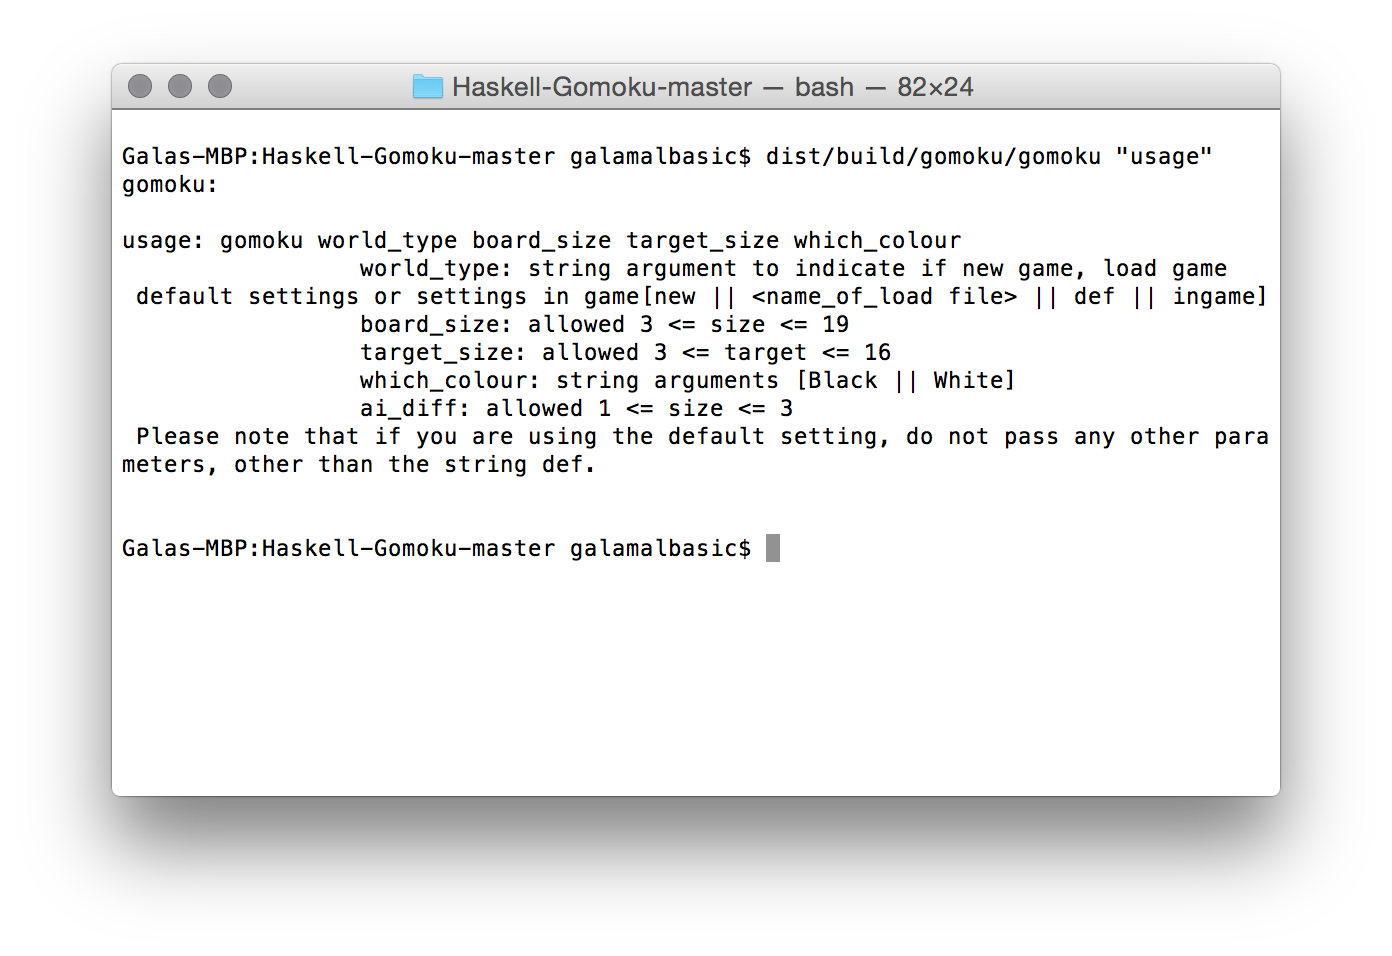 Haskell-Gomoku-master — bash — 82×24
Galas-MBP:Haskell-Gomoku-master galamalbasic$ dist/build/gomoku/gomoku "usage"
gomoku:
usage: gomoku world_type board_size target_size which_colour
world_type: string argument to indicate if new game, load game
default settings or settings in game[new || <name_of_load file> || def || ingame]
board_size: allowed 3 <= size <= 19
target_size: allowed 3 <= target <= 16
which_colour: string arguments [Black || White]
ai_diff: allowed 1 <= size <= 3
Please note that if you are using the default setting, do not pass any other para
meters, other than the string def.
Galas-MBP:Haskell-Gomoku-master galamalbasic$